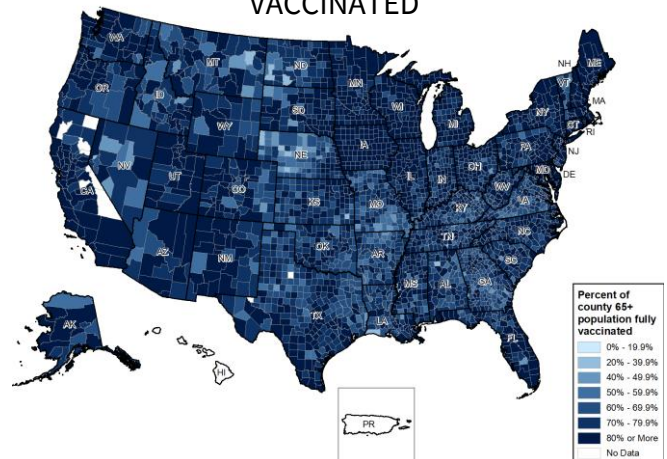 VACCINATED
WA
MT
ND
MN
OR
ID
SD
WI
MI
WY
NE
IA
NV
UT
CO
KS
MO
IL
IN
OH
PA
NY
VT
NH
ME
MA
CT
RI
NJ
DE
MD
WV
VA
KY
CA
AZ
NM
OK
AR
TN
NC
SC
MS
AL
GA
TX
LA
FL
AK
HI
PR
Percent of
county 65+
population fully
vaccinated
0% - 19.9%
20% - 39.9%
40% - 49.9%
50% - 59.9%
60% - 69.9%
70% - 79.9%
80% or More
No Data